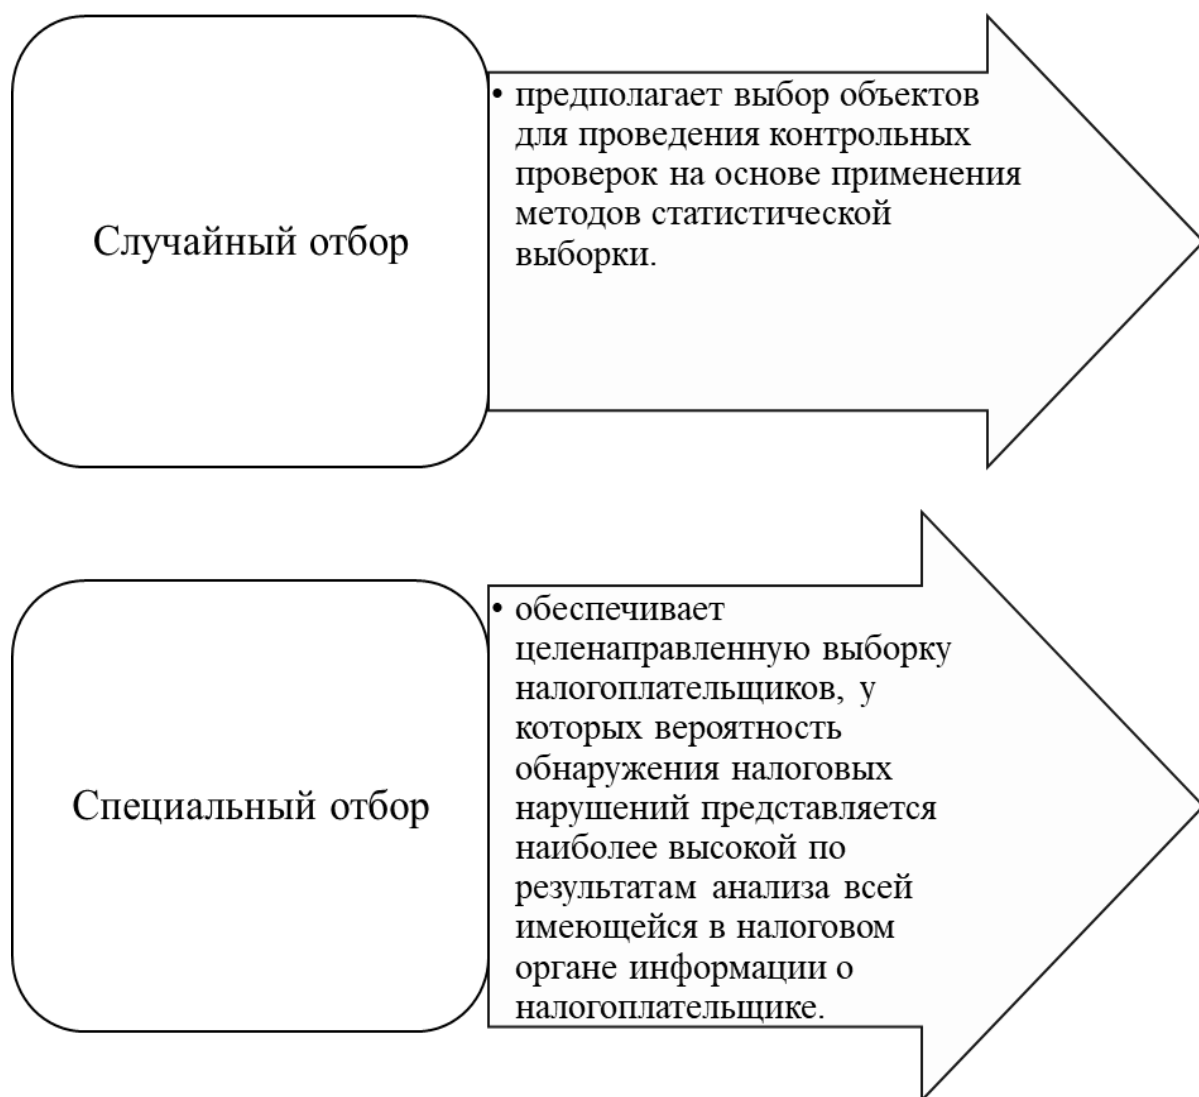 Случайный отбор
• предполагает выбор объектов
для проведения контрольных
проверок на основе применения
методов статистической
выборки.
Специальный отбор
• обеспечивает
целенаправленную выборку
налогоплательщиков, у
которых вероятность
обнаружения налоговых
нарушений представляется
наиболее высокой по
результатам анализа всей
имеющейся в налоговом
органе информации о
налогоплательщике.